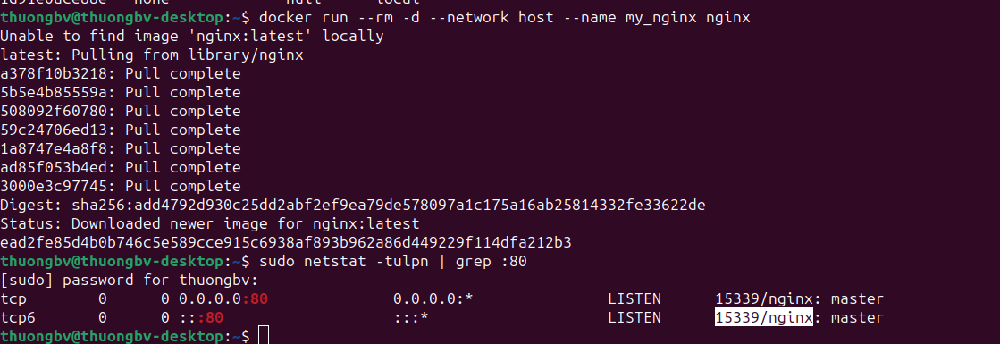 thuongbv@thuongbv-desktop:~$ docker run --rm -d --network host --name my_nginx nginx
Unable to find image 'nginx:latest' locally
latest: Pulling from library/nginx
a378f10b3218: Pull complete
5b5e4b85559a: Pull complete
508092f60780: Pull complete
59c24706ed13: Pull complete
1a8747e4a8f8: Pull complete
ad85f053b4ed: Pull complete
3000e3c97745: Pull complete
Digest: sha256:add4792d930c25dd2abf2ef9ea79de578097a1c175a16ab25814332fe33622de
Status: Downloaded newer image for nginx:latest
ead2fe85d4b0b746c5e589cce915c6938af893b962a86d449229f114dfa212b3
thuongbv@thuongbv-desktop:~$ sudo netstat -tulpn | grep :80
[sudo] password for thuongbv:
tcp 0 0 0.0.0.0:80 0.0.0.0:* LISTEN 15339/nginx: master
tcp6 0 0 :::80 :::* LISTEN 15339/nginx: master
thuongbv@thuongbv-desktop:~$